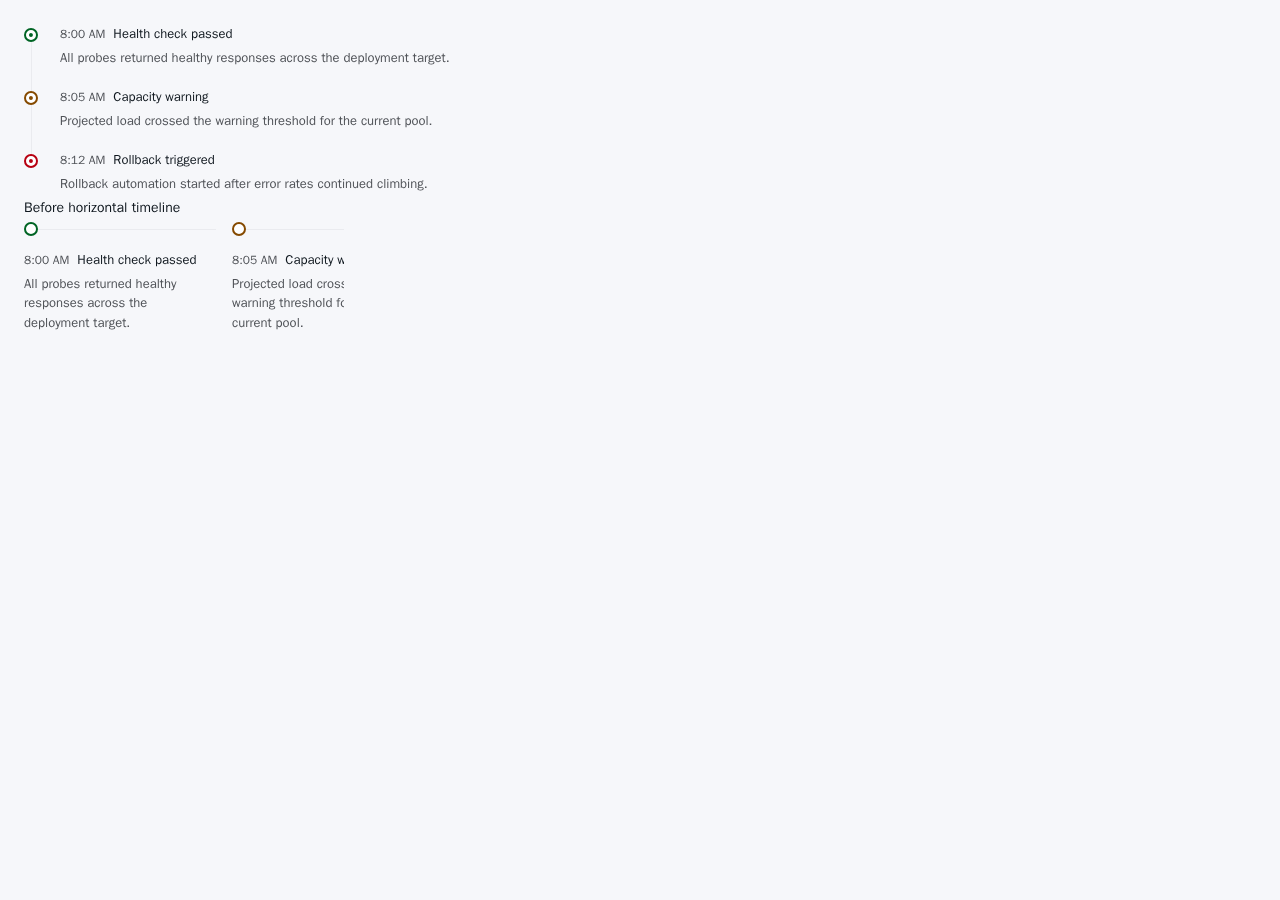 8:00 AM Health check passed
All probes returned healthy responses across the deployment target.
8:05 AM Capacity warning
Projected load crossed the warning threshold for the current pool.
8:12 AM Rollback triggered
Rollback automation started after error rates continued climbing.
Before horizontal timeline
8:00 AM Health check passed
All probes returned healthy
responses across the
deployment target.
8:05 AM Capacity w
Projected load cross
warning threshold fo
current pool.